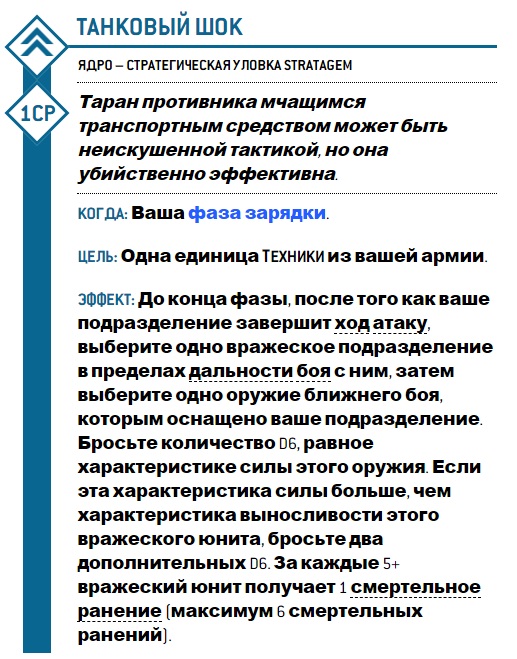 ТАНКОВЫЙ ШОК
ЯДРО – СТРАТЕГИЧЕСКАЯ УЛОВКА STRATAGEM
1CP
Таран противника мчащимся
транспортным средством может быть
неискушенной тактикой, но она
убийственно эффективна.
КОГДА: Ваша фаза зарядки.
ЦЕЛЬ: Одна единица ТЕХНИКИ из вашей армии.
ЭФФЕКТ: До конца фазы, после того как ваше
подразделение завершит ход атаку,
выберите одно вражеское подразделение
в пределах дальности боя с ним, затем
выберите одно оружие ближнего боя,
которым оснащено ваше подразделение.
Бросьте количество D6, равное
характеристике силы этого оружия. Если
эта характеристика силы больше, чем
характеристика выносливости этого
вражеского юнита, бросьте два
дополнительных D6. За каждые 5+
вражеский юнит получает 1 смертельное
ранение (максимум 6 смертельных
ранений).